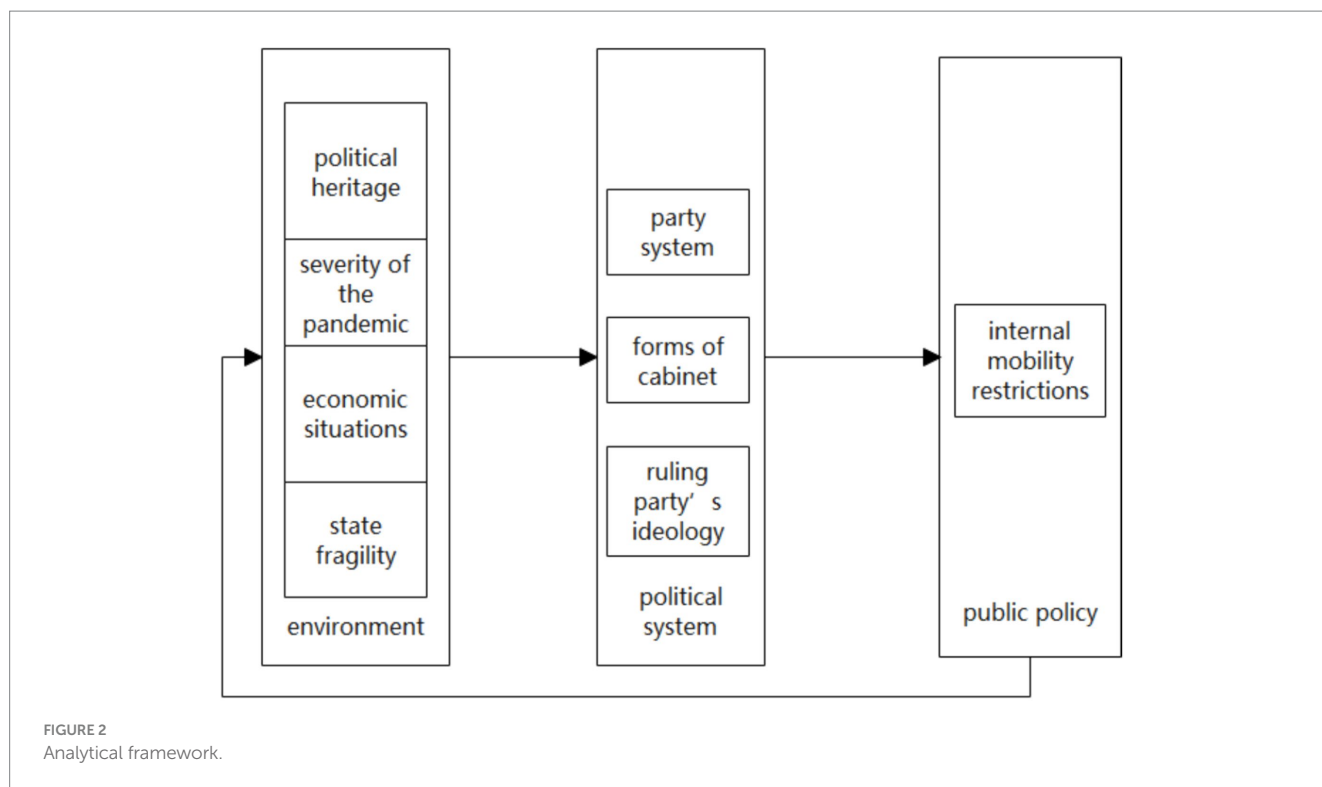 political
heritage
severity of
the
pandemic
economic
situations
state
fragility
environment
party
system
forms of
cabinet
ruling
party' s
ideology
political
system
internal
mobility
restrictions
public policy
FIGURE 2
Analytical framework.